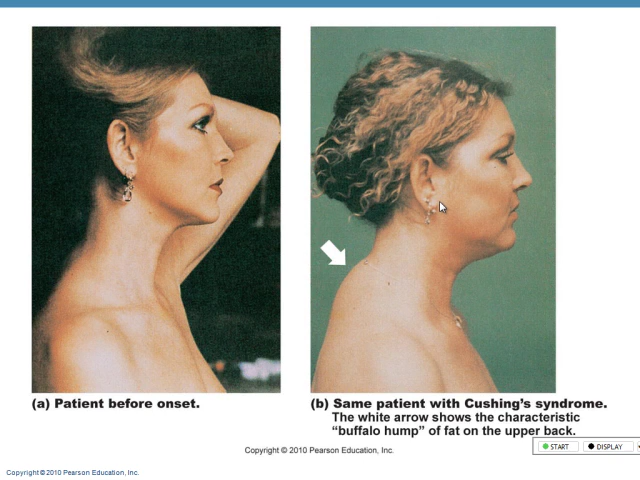 (a) Patient before onset.
(b) Same patient with Cushing's syndrome.
The white arrow shows the characteristic
“buffalo hump” of fat on the upper back.
Copyright © 2010 Pearson Education, Inc.
START
DISPLAY
Copyright © 2010 Pearson Education, Inc.